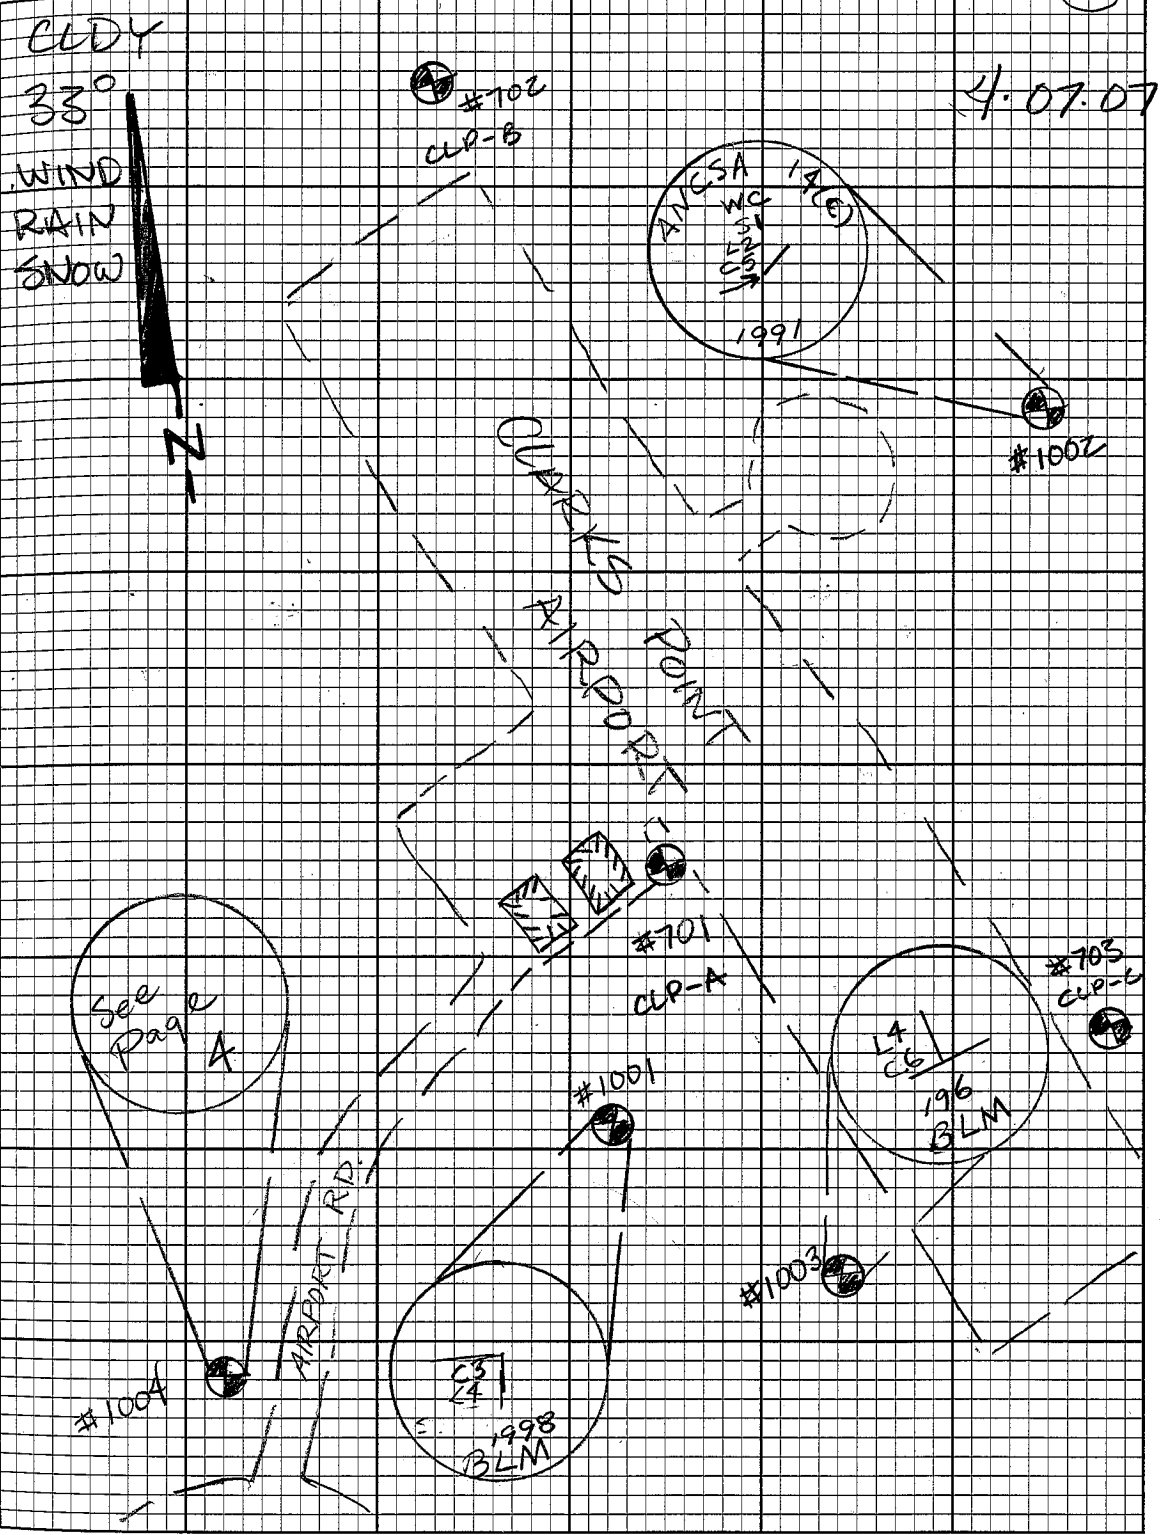 CLDY
33°
WIND
RAIN
SNOW
N
4.07.07
#702
CLP-B
ANCSA 14(C)
WC
S1
L2
C5
1991
#1002
CLARKS POINT
AIRPORT
#701
CLP-A
#703
CLP-C
See
Page
4
L4
C6
'96
BLM
#1001
#1003
AIRPORT RD.
#1004
C3
L4
1998
BLM